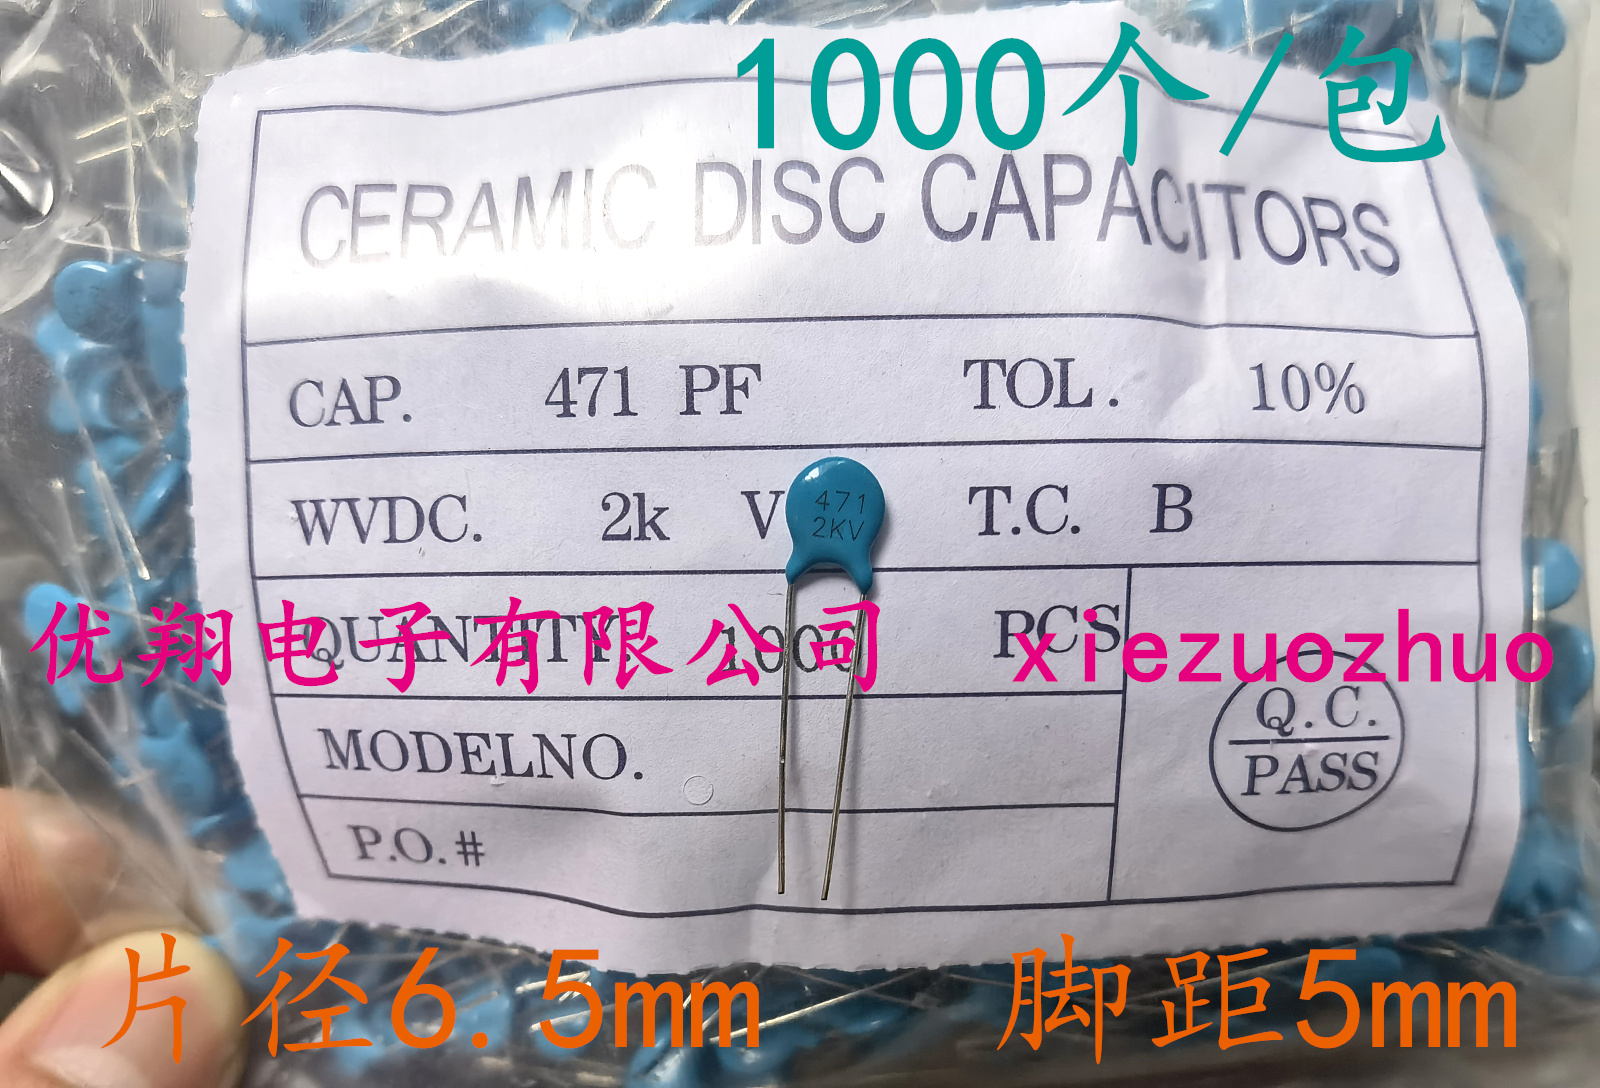 1000个/包
CERAMIC DISC CAPACITORS
CAP. 471 PF TOL. 10%
WVDC. 2k V T.C. B
471
2KV
QUANTITY. 1000 PCS
优翔电子有限公司 xiezuozhuo
MODELNO.
Q.C.
PASS
P.O.#
片径6.5mm 脚距5mm